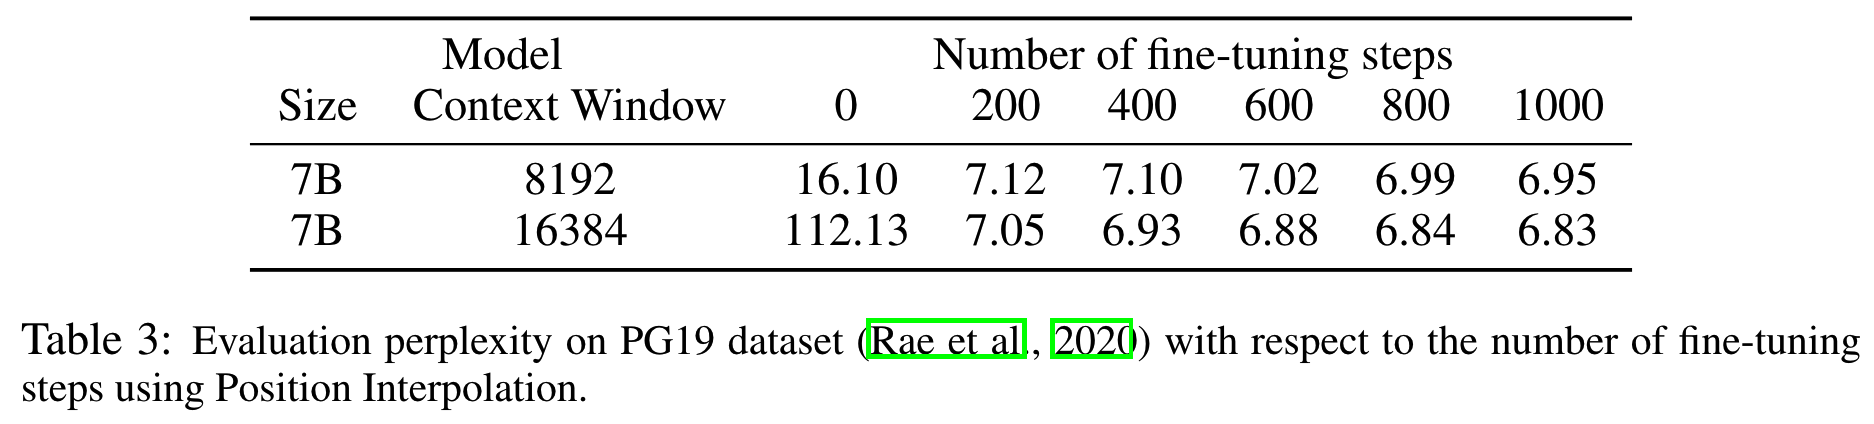 Model Number of fine-tuning steps
Size Context Window 0 200 400 600 800 1000
7B 8192 16.10 7.12 7.10 7.02 6.99 6.95
7B 16384 112.13 7.05 6.93 6.88 6.84 6.83
Table 3: Evaluation perplexity on PG19 dataset (Rae et al., 2020) with respect to the number of fine-tuning
steps using Position Interpolation.